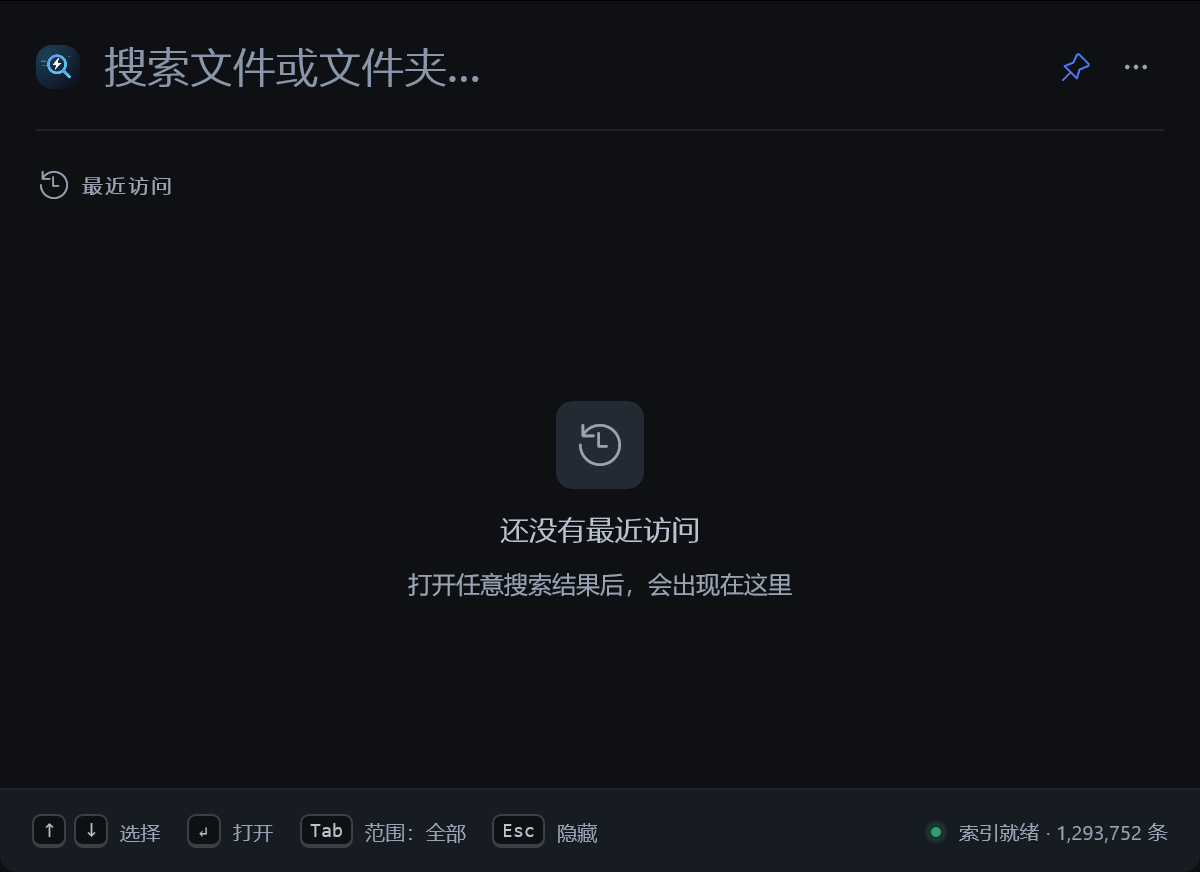 搜索文件或文件夹...
最近访问
还没有最近访问
打开任意搜索结果后，会出现在这里
↑ ↓ 选择 ↵ 打开 Tab 范围：全部 Esc 隐藏 索引就绪 · 1,293,752 条